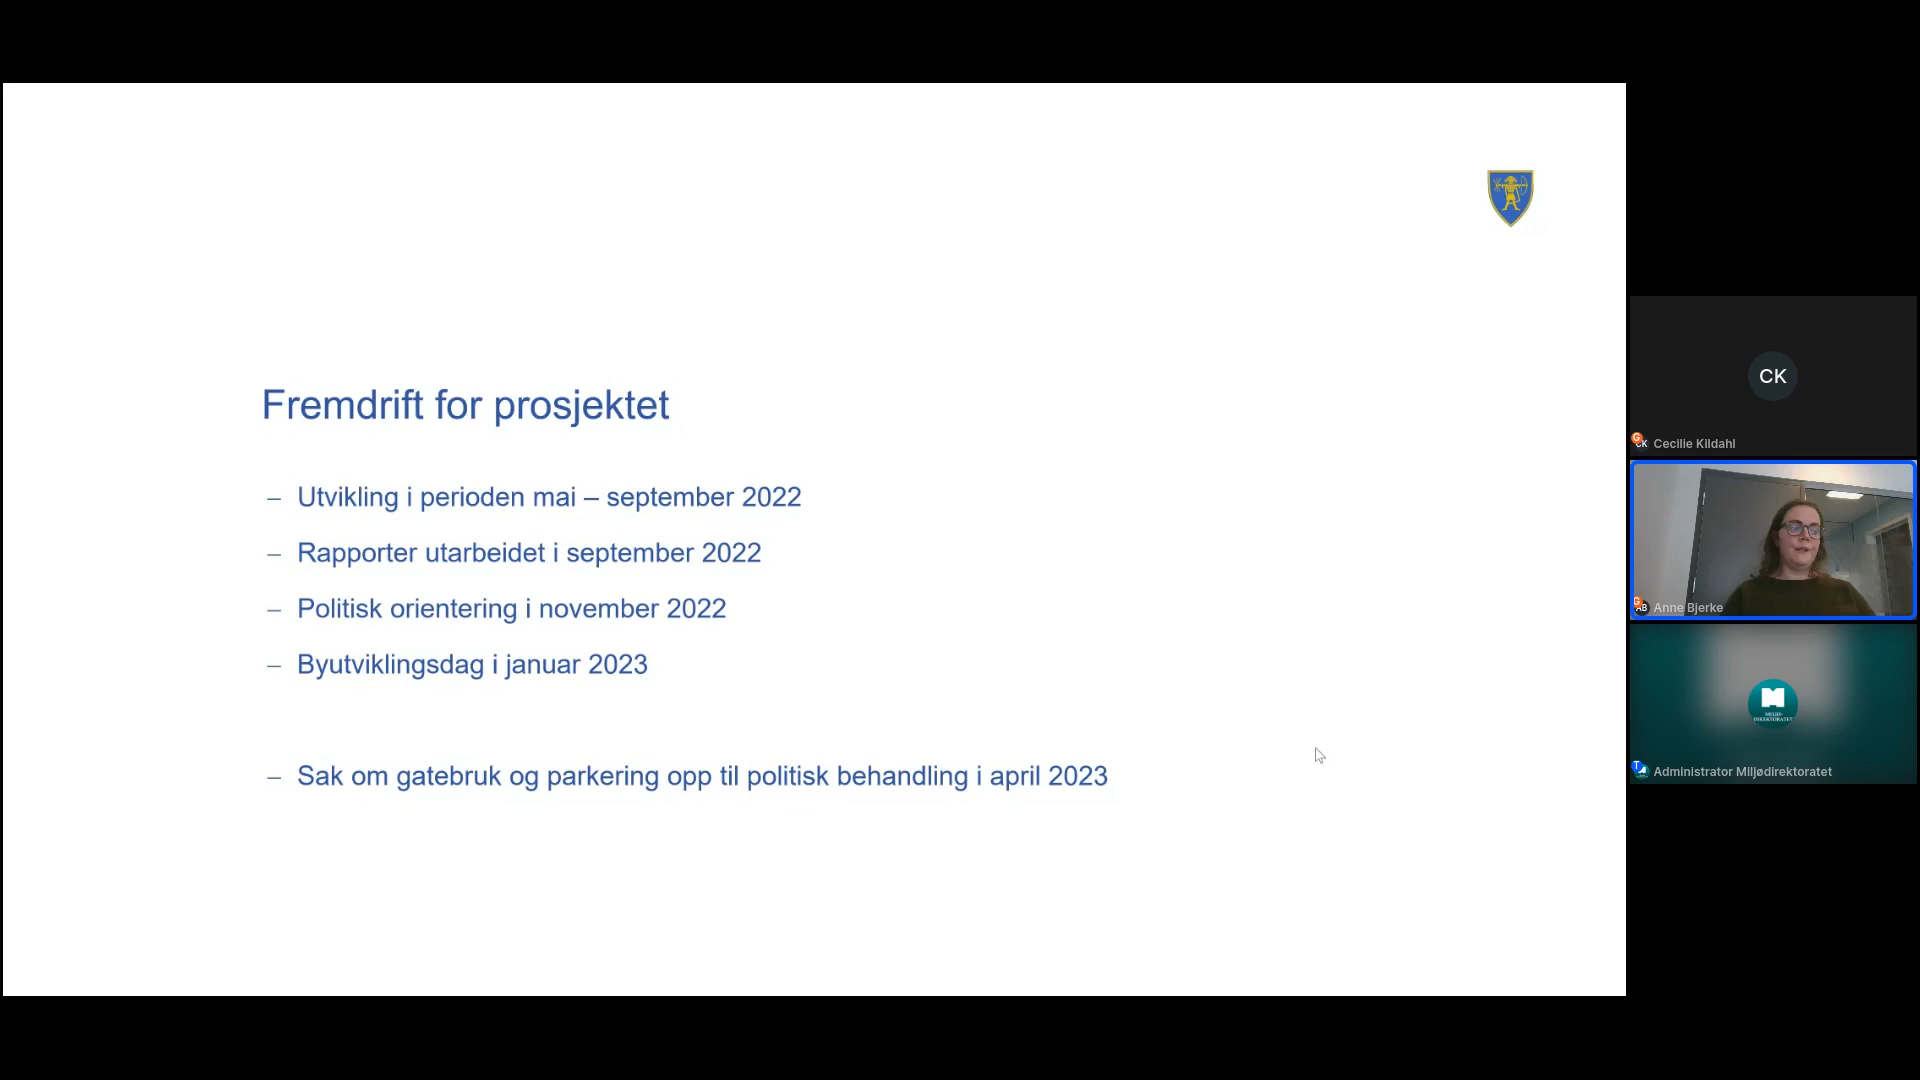 Fremdrift for prosjektet
– Utvikling i perioden mai – september 2022
– Rapporter utarbeidet i september 2022
– Politisk orientering i november 2022
– Byutviklingsdag i januar 2023
– Sak om gatebruk og parkering opp til politisk behandling i april 2023
CK
G
CK
Cecilie Kildahl
G
AB
Anne Bjerke
MILJØ-
DIREKTORATET
T
Administrator Miljødirektoratet